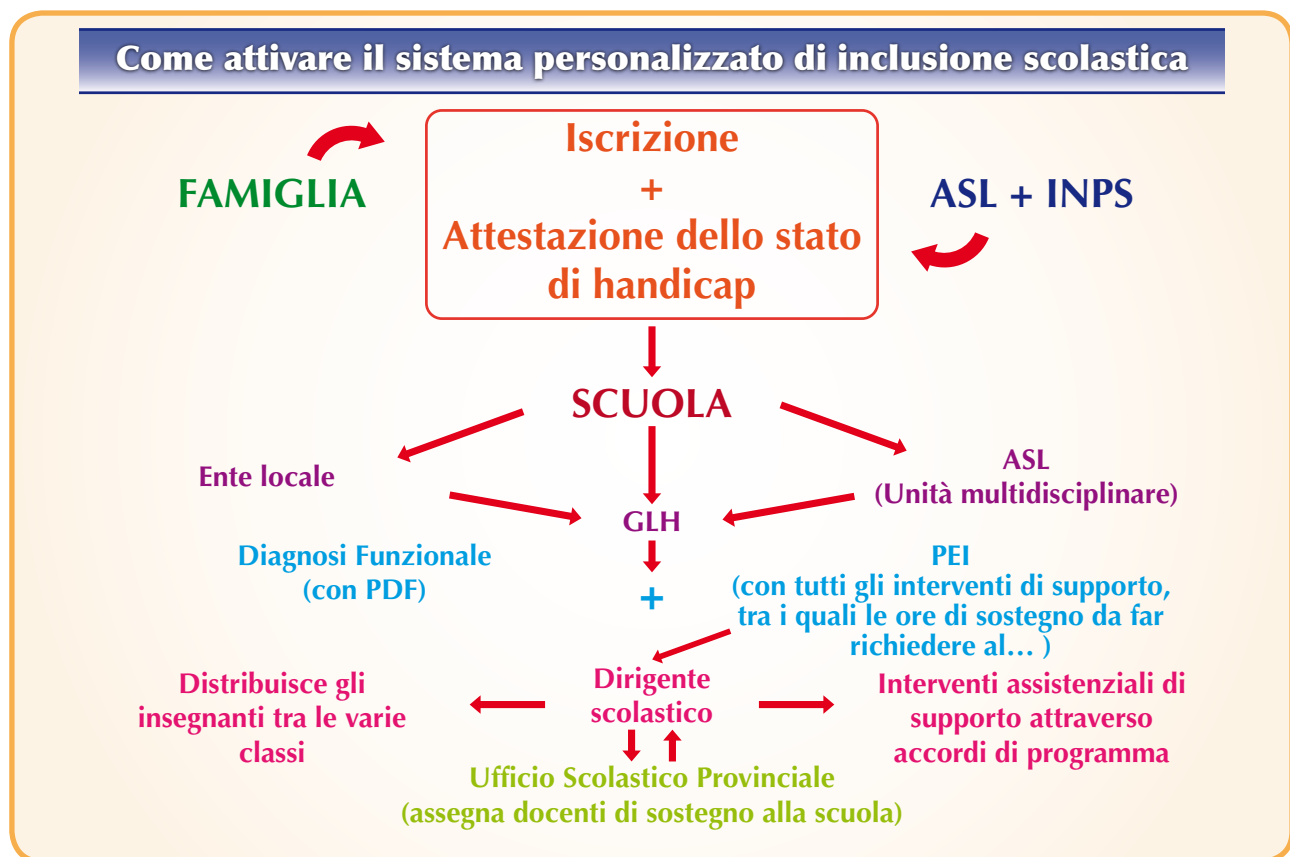 Come attivare il sistema personalizzato di inclusione scolastica
FAMIGLIA
Iscrizione
+
Attestazione dello stato
di handicap
ASL + INPS
SCUOLA
Ente locale
ASL
(Unità multidisciplinare)
GLH
Diagnosi Funzionale
(con PDF)
+
PEI
(con tutti gli interventi di supporto,
tra i quali le ore di sostegno da far
richiedere al… )
Distribuisce gli
insegnanti tra le varie
classi
Dirigente
scolastico
Interventi assistenziali di
supporto attraverso
accordi di programma
Ufficio Scolastico Provinciale
(assegna docenti di sostegno alla scuola)